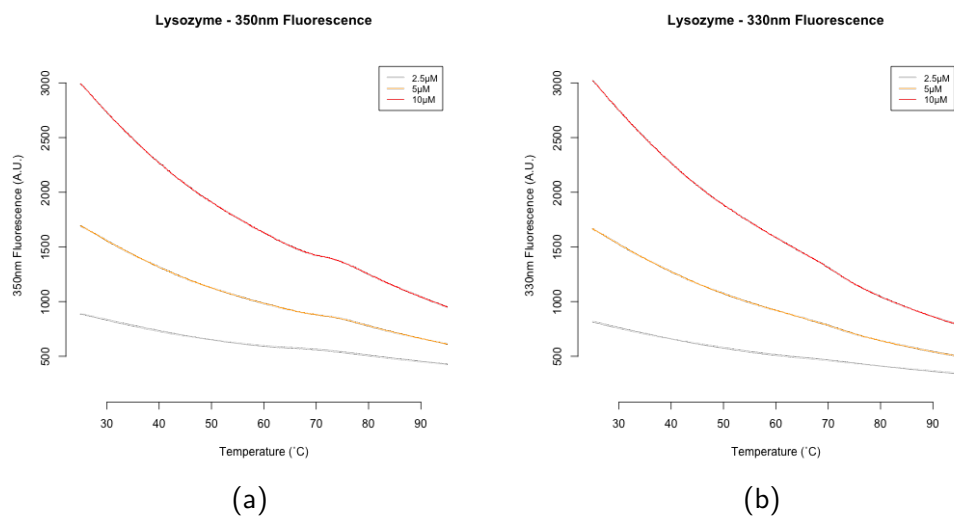 Lysozyme - 350nm Fluorescence
350nm Fluorescence (A.U.)
3000
2500
2000
1500
1000
500
2.5µM
5µM
10µM
30 40 50 60 70 80 90
Temperature (˚C)
(a)
Lysozyme - 330nm Fluorescence
330nm Fluorescence (A.U.)
3000
2500
2000
1500
1000
500
2.5µM
5µM
10µM
30 40 50 60 70 80 90
Temperature (˚C)
(b)